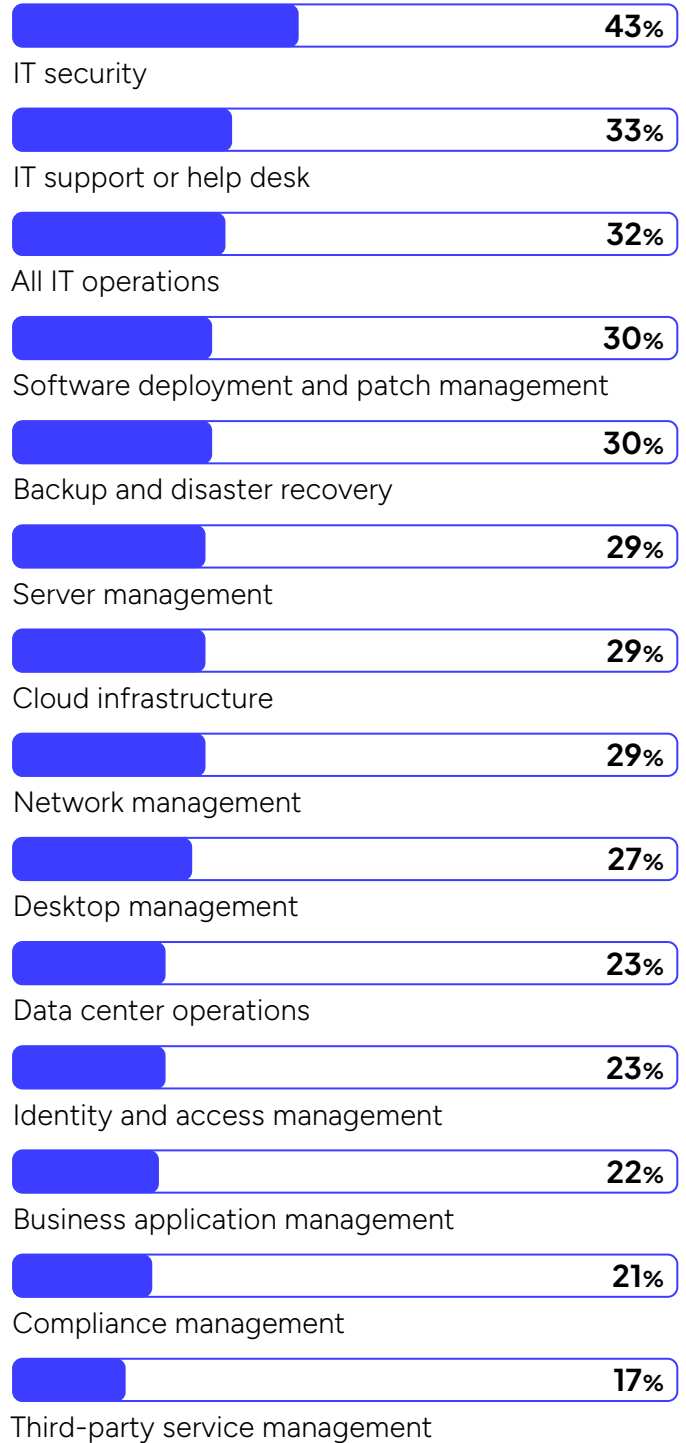 43%
IT security
33%
IT support or help desk
32%
All IT operations
30%
Software deployment and patch management
30%
Backup and disaster recovery
29%
Server management
29%
Cloud infrastructure
29%
Network management
27%
Desktop management
23%
Data center operations
23%
Identity and access management
22%
Business application management
21%
Compliance management
17%
Third-party service management